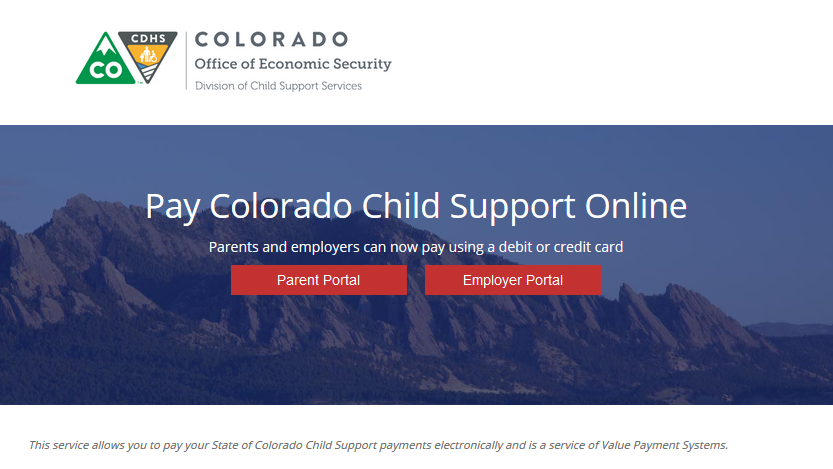 CDHS
CO
COLORADO
Office of Economic Security
Division of Child Support Services
Pay Colorado Child Support Online
Parents and employers can now pay using a debit or credit card
Parent Portal
Employer Portal
This service allows you to pay your State of Colorado Child Support payments electronically and is a service of Value Payment Systems.